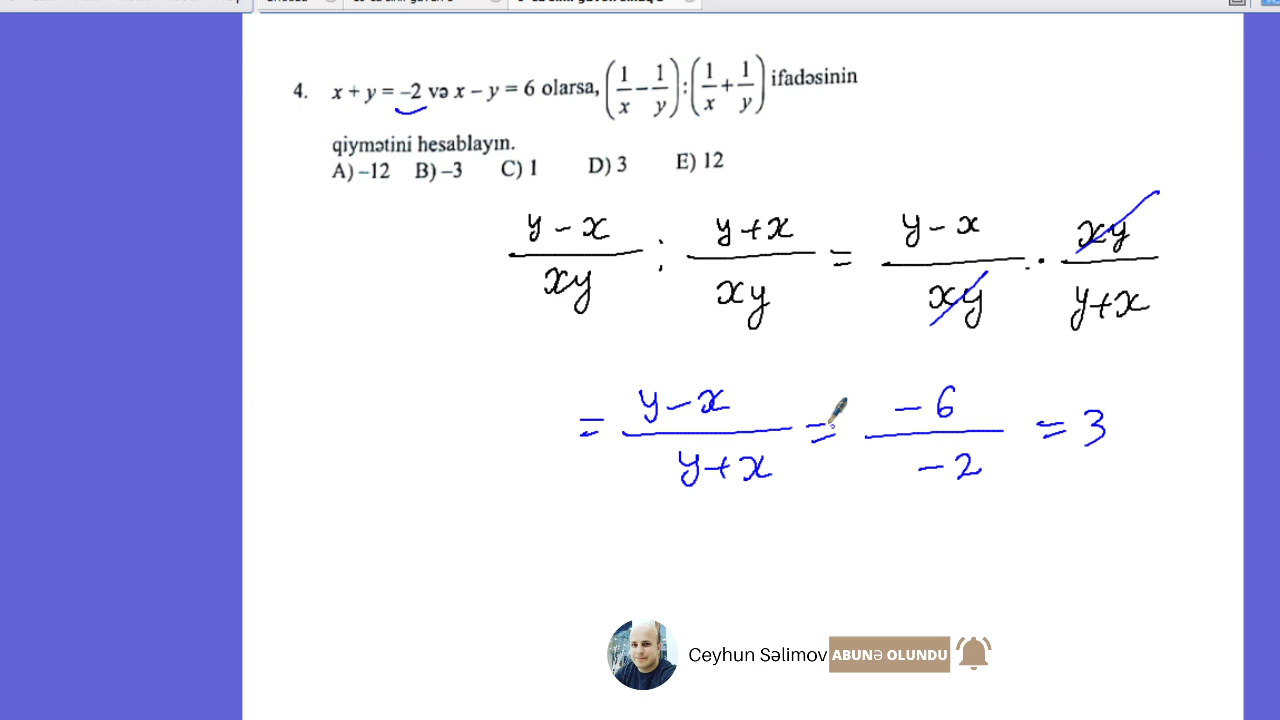 4. x + y = –2 və x – y = 6 olarsa, (1/x – 1/y) : (1/x + 1/y) ifadəsinin
qiymətini hesablayın.
A) –12 B) –3 C) 1 D) 3 E) 12
(y – x)/(xy) : (y + x)/(xy) = (y – x)/(xy) · (xy)/(y + x)
= (y – x)/(y + x) = (–6)/(–2) = 3
Ceyhun Səlimov ABUNƏ OLUNDU